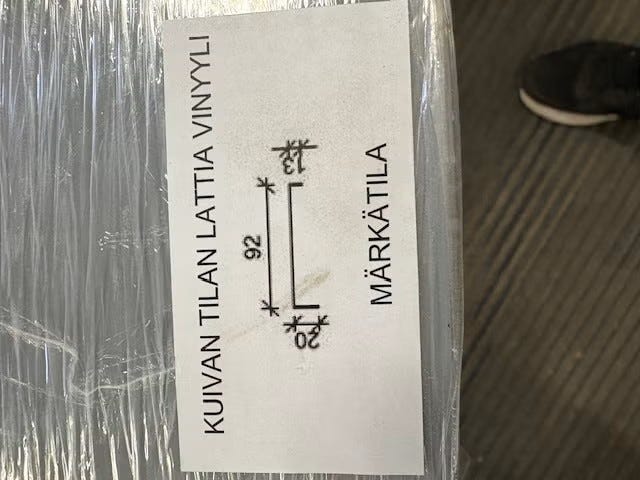 KUIVAN TILAN LATTIA VINYYLI
92
20
13
MÄRKÄTILA